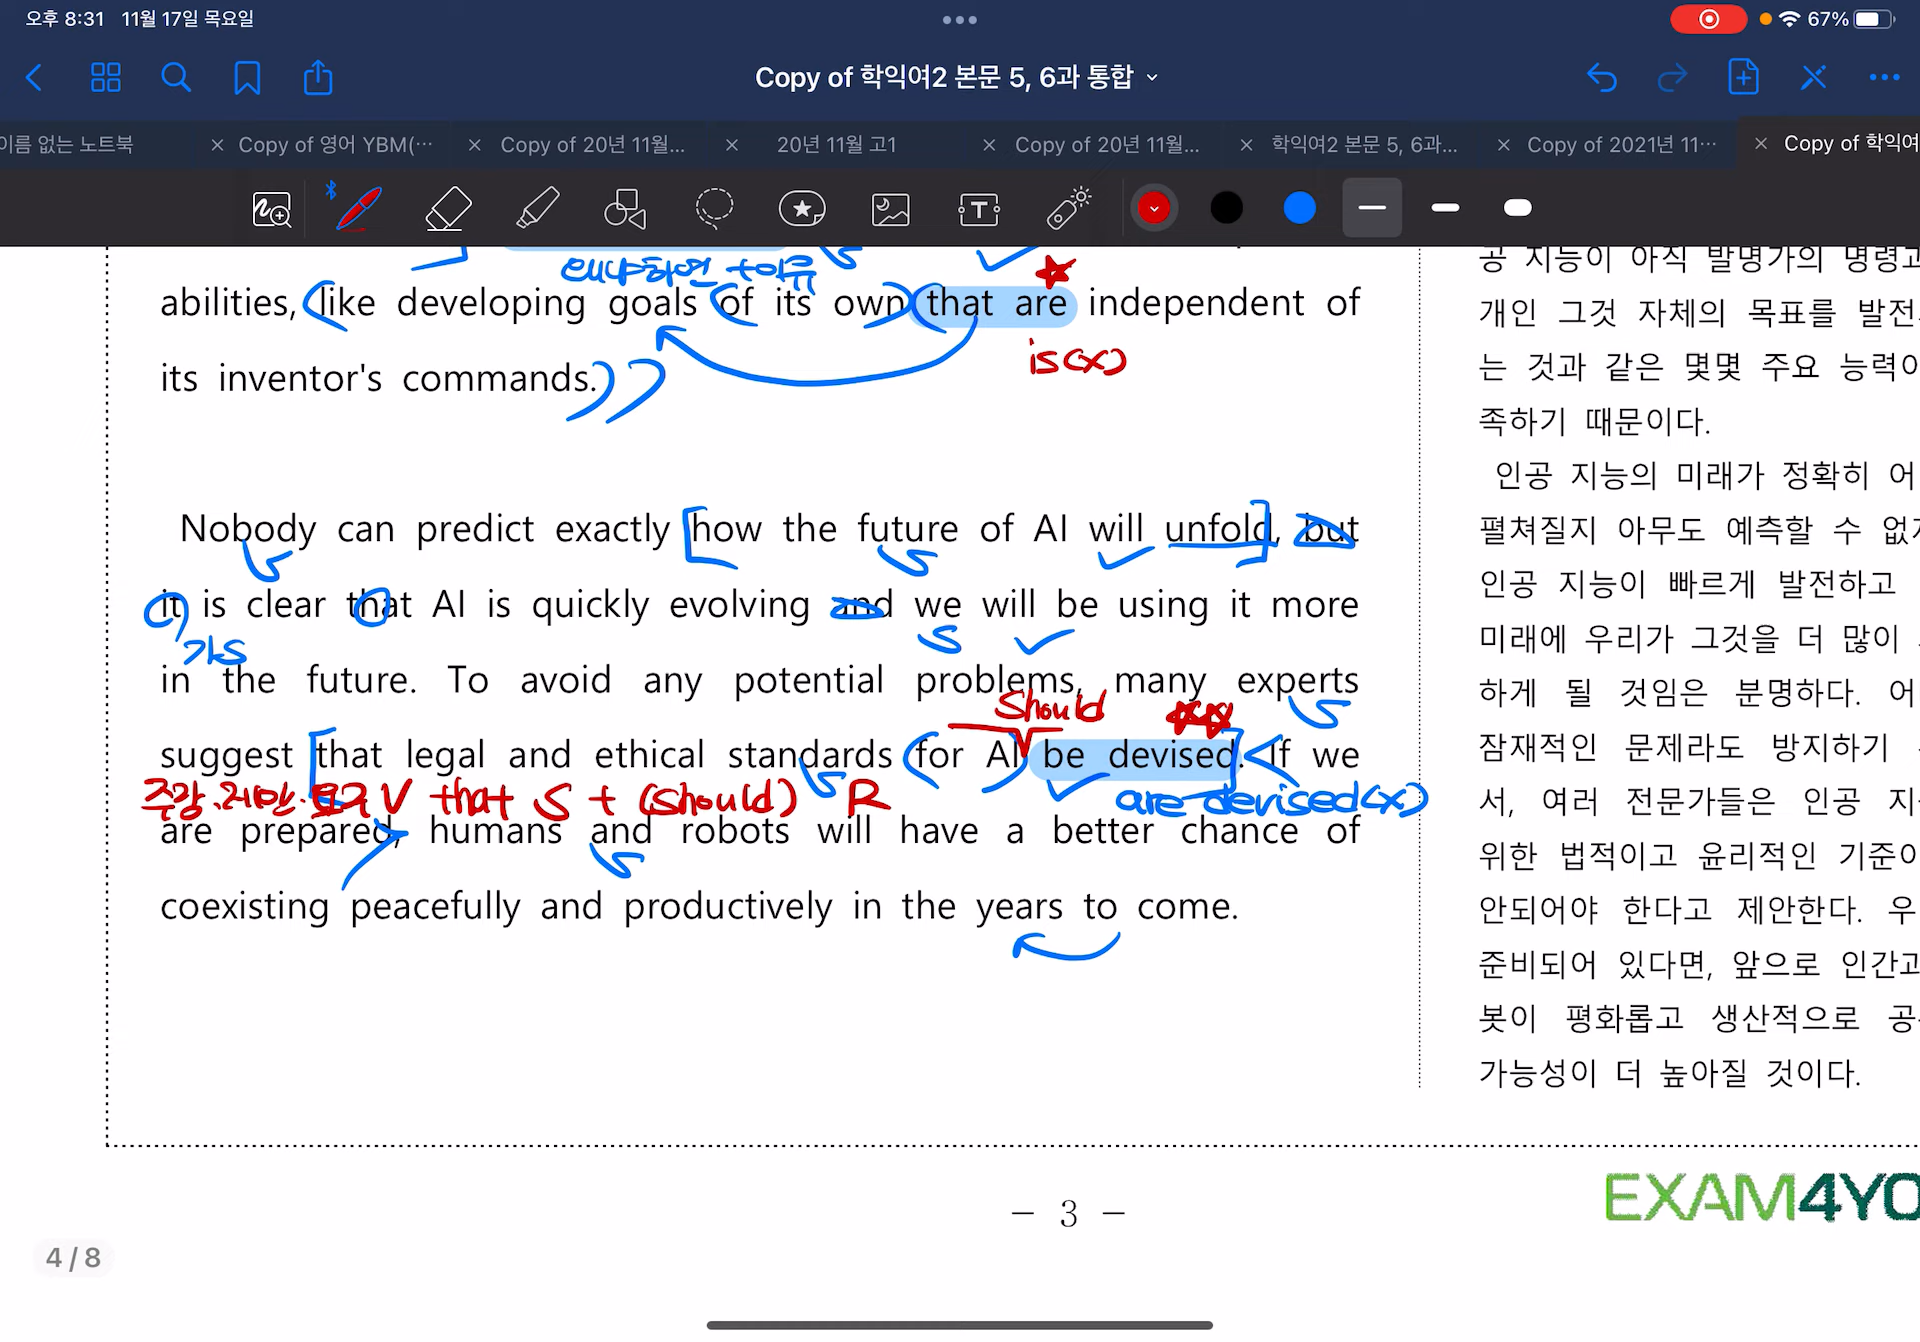 오후 8:31 11월 17일 목요일
67%
Copy of 학익여2 본문 5, 6과 통합
이름 없는 노트북
Copy of 영어 YBM(…
Copy of 20년 11월...
20년 11월 고1
Copy of 20년 11월...
학익여2 본문 5, 6과...
Copy of 2021년 11…
Copy of 학익여
왜냐하면 +이유
abilities, like developing goals of its own that are independent of
is(x)
its inventor's commands.
Nobody can predict exactly how the future of AI will unfold, but
it is clear that AI is quickly evolving and we will be using it more
가S
in the future. To avoid any potential problems, many experts
should
suggest that legal and ethical standards for AI be devised. If we
주장.제안. V that S + (should) R
are devised(x)
are prepared, humans and robots will have a better chance of
coexisting peacefully and productively in the years to come.
공 지능이 아직 발명가의 명령과
개인 그것 자체의 목표를 발전
는 것과 같은 몇몇 주요 능력이
족하기 때문이다.
인공 지능의 미래가 정확히 어
펼쳐질지 아무도 예측할 수 없
인공 지능이 빠르게 발전하고
미래에 우리가 그것을 더 많이
하게 될 것임은 분명하다. 어
잠재적인 문제라도 방지하기
서, 여러 전문가들은 인공 지
위한 법적이고 윤리적인 기준이
안되어야 한다고 제안한다. 우
준비되어 있다면, 앞으로 인간과
봇이 평화롭고 생산적으로 공
가능성이 더 높아질 것이다.
- 3 -
EXAM4YO
4 / 8